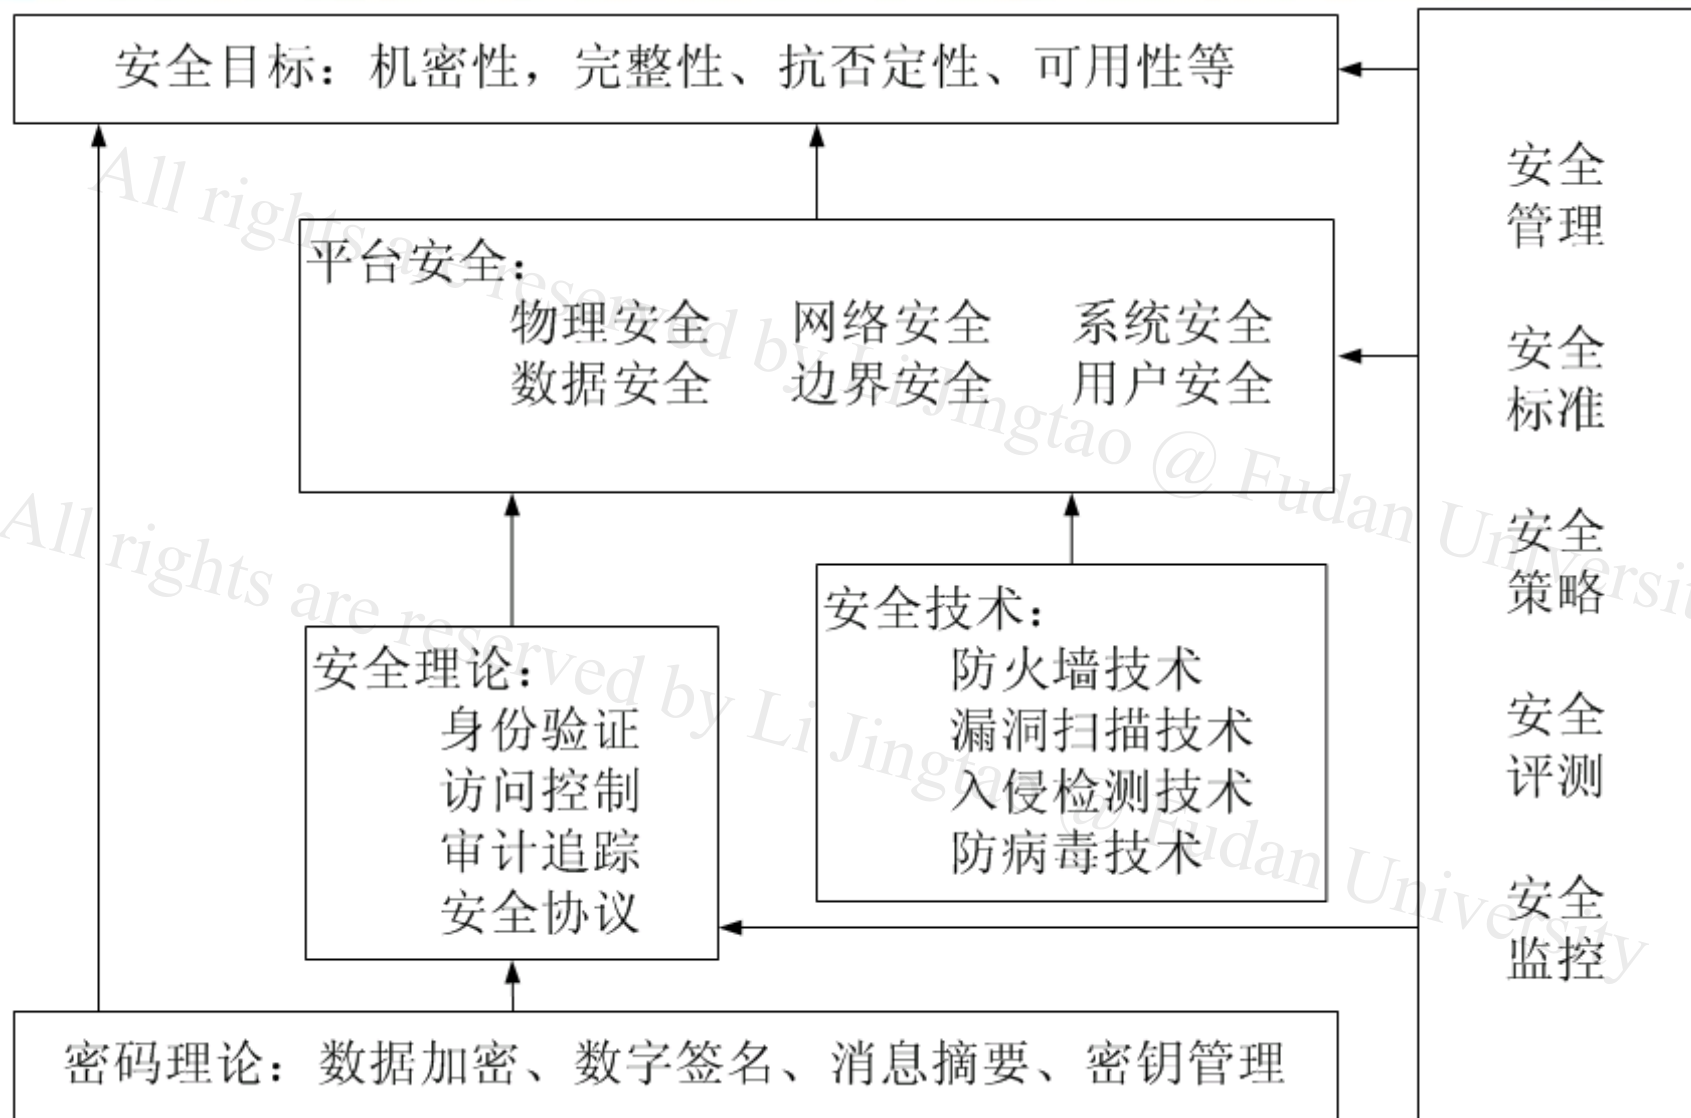 安全目标：机密性，完整性、抗否定性、可用性等
平台安全：
物理安全 网络安全 系统安全
数据安全 边界安全 用户安全
安全理论：
身份验证
访问控制
审计追踪
安全协议
安全技术：
防火墙技术
漏洞扫描技术
入侵检测技术
防病毒技术
密码理论：数据加密、数字签名、消息摘要、密钥管理
安全
管理
安全
标准
安全
策略
安全
评测
安全
监控
All rights are reserved by Li Jingtao @ Fudan Universit
All rights are reserved by Li Jingtao @ Fudan University